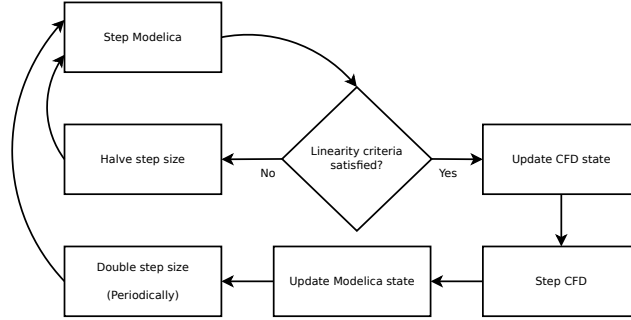 Step Modelica
Halve step size
Linearity criteria
satisfied?
No
Yes
Update CFD state
Double step size
(Periodically)
Update Modelica state
Step CFD